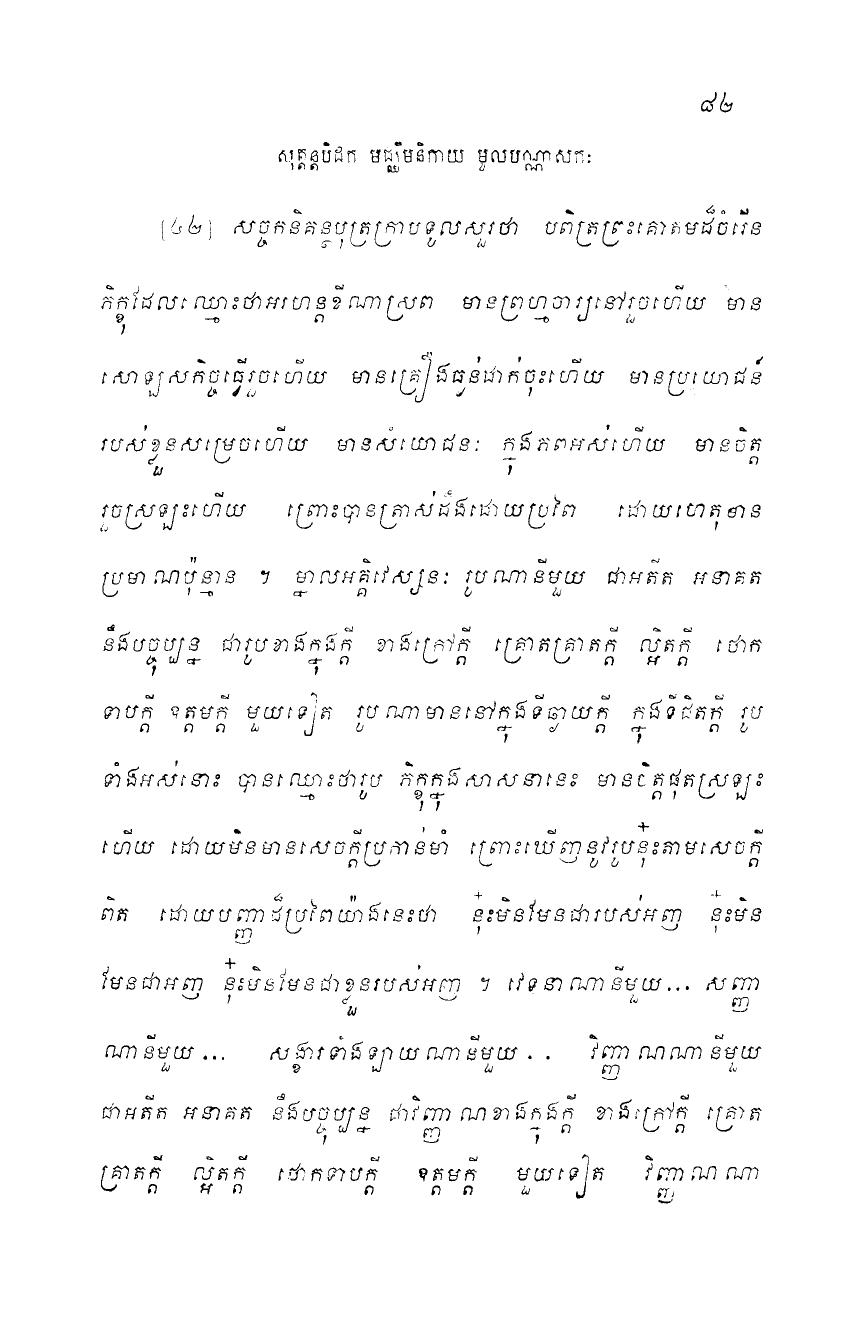 ៨២
សុត្តន្តបិដក មជ្ឈិមនិកាយ មូលបណ្ណាសកៈ
[៤២] សច្ចកនិគន្ថបុត្រក្រាបទូលសួរថា បពិត្រព្រះគោតមដ៏ចំរើន
ភិក្ខុដែលឈ្មោះថាអរហន្តខីណាស្រព មានព្រហ្មចារ្យនៅរួចហើយ មាន
សោឡសកិច្ចធ្វើរួចហើយ មានគ្រឿងធ្ងន់ដាក់ចុះហើយ មានប្រយោជន៍
របស់ខ្លួនសម្រេចហើយ មានសំយោជនៈ ក្នុងភពអស់ហើយ មានចិត្ត
រួចស្រឡះហើយ ព្រោះបានត្រាស់ដឹងដោយប្រពៃ ដោយហេតុមាន
ប្រមាណប៉ុន្មាន ។ ម្នាលអគ្គិវេស្សនៈ រូបណានីមួយ ជាអតីត អនាគត
នឹងបច្ចុប្បន្ន ជារូបខាងក្នុងក្តី ខាងក្រៅក្តី គ្រោតគ្រាតក្តី ល្អិតក្តី ថោក
ទាបក្តី ឧត្តមក្តី មួយទៀត រូបណាមាននៅក្នុងទីឆ្ងាយក្តី ក្នុងទីជិតក្តី រូប
ទាំងអស់នោះ បានឈ្មោះថារូប ភិក្ខុក្នុងសាសនានេះ មានចិត្តផុតស្រឡះ
ហើយ ដោយមិនមានសេចក្តីប្រកាន់មាំ ព្រោះឃើញនូវរូបនុ៎ះតាមសេចក្តី
ពិត ដោយបញ្ញាដ៏ប្រពៃយ៉ាងនេះថា នុ៎ះមិនមែនជារបស់អញ នុ៎ះមិន
មែនជាអញ នុ៎ះមិនមែនជាខ្លួនរបស់អញ ។ វេទនាណានីមួយ... សញ្ញា
ណានីមួយ ... សង្ខារទាំងឡាយណានីមួយ . . វិញ្ញាណណានីមួយ
ជាអតីត អនាគត នឹងបច្ចុប្បន្ន ជាវិញ្ញាណខាងក្នុងក្តី ខាងក្រៅក្តី គ្រោត
គ្រាតក្តី ល្អិតក្តី ថោកទាបក្តី ឧត្តមក្តី មួយទៀត វិញ្ញាណណា